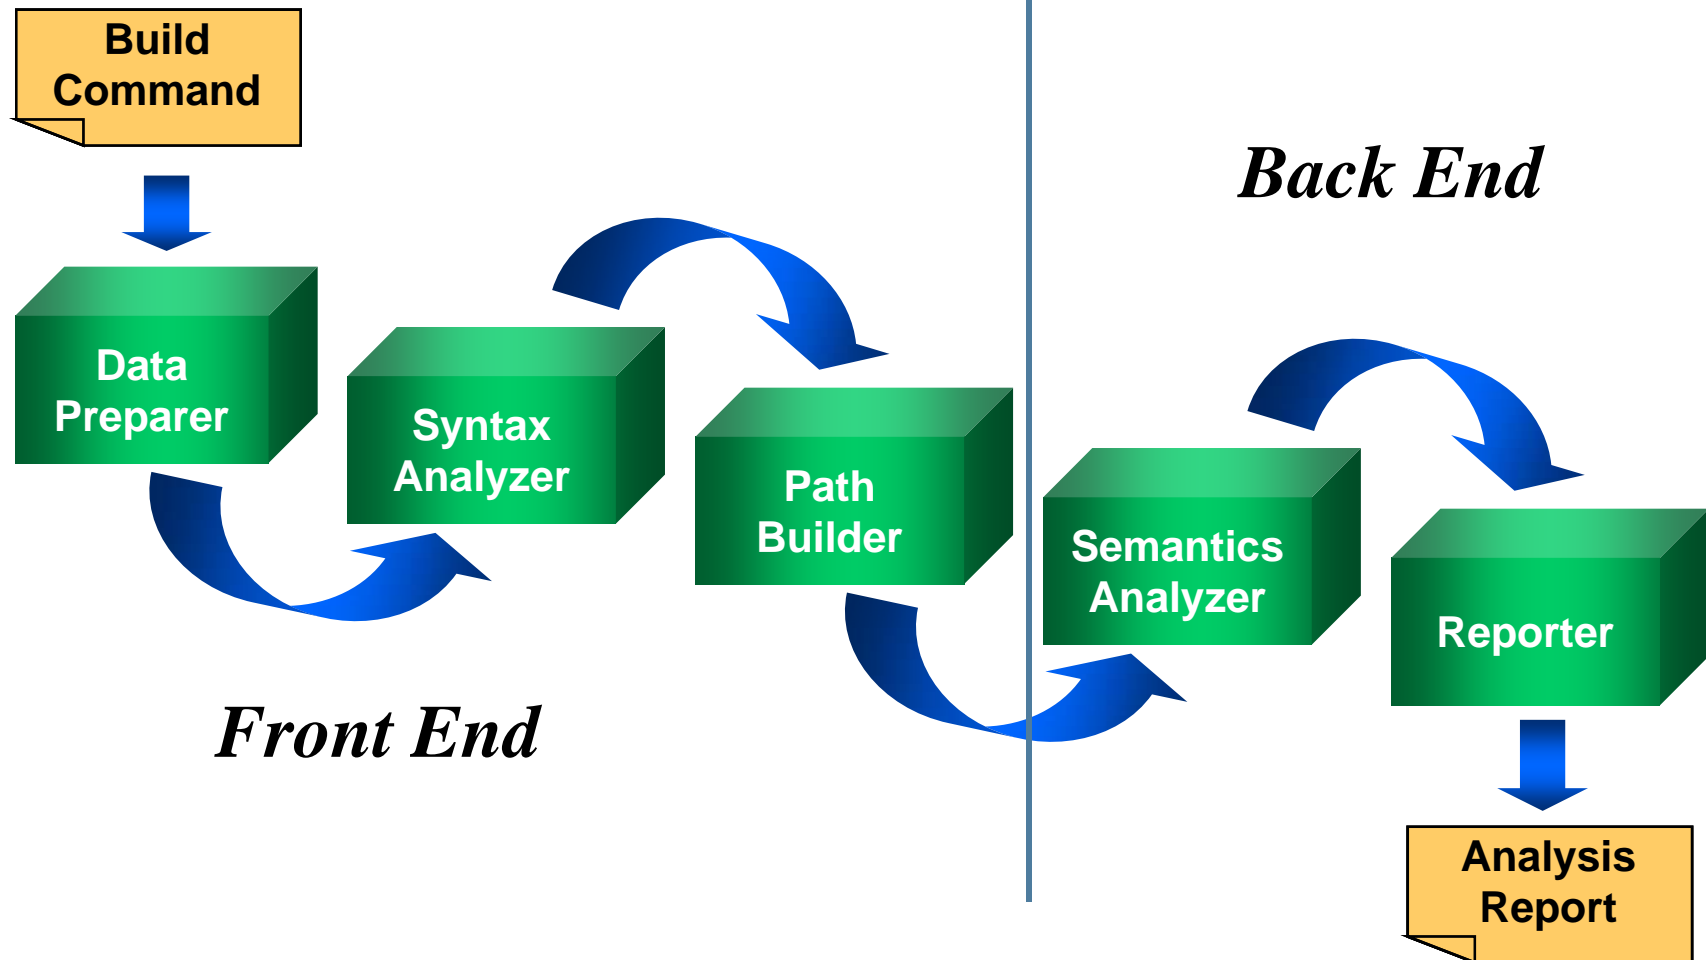 Build
Command
Back End
Data
Preparer
Syntax
Analyzer
Path
Builder
Semantics
Analyzer
Reporter
Front End
Analysis
Report